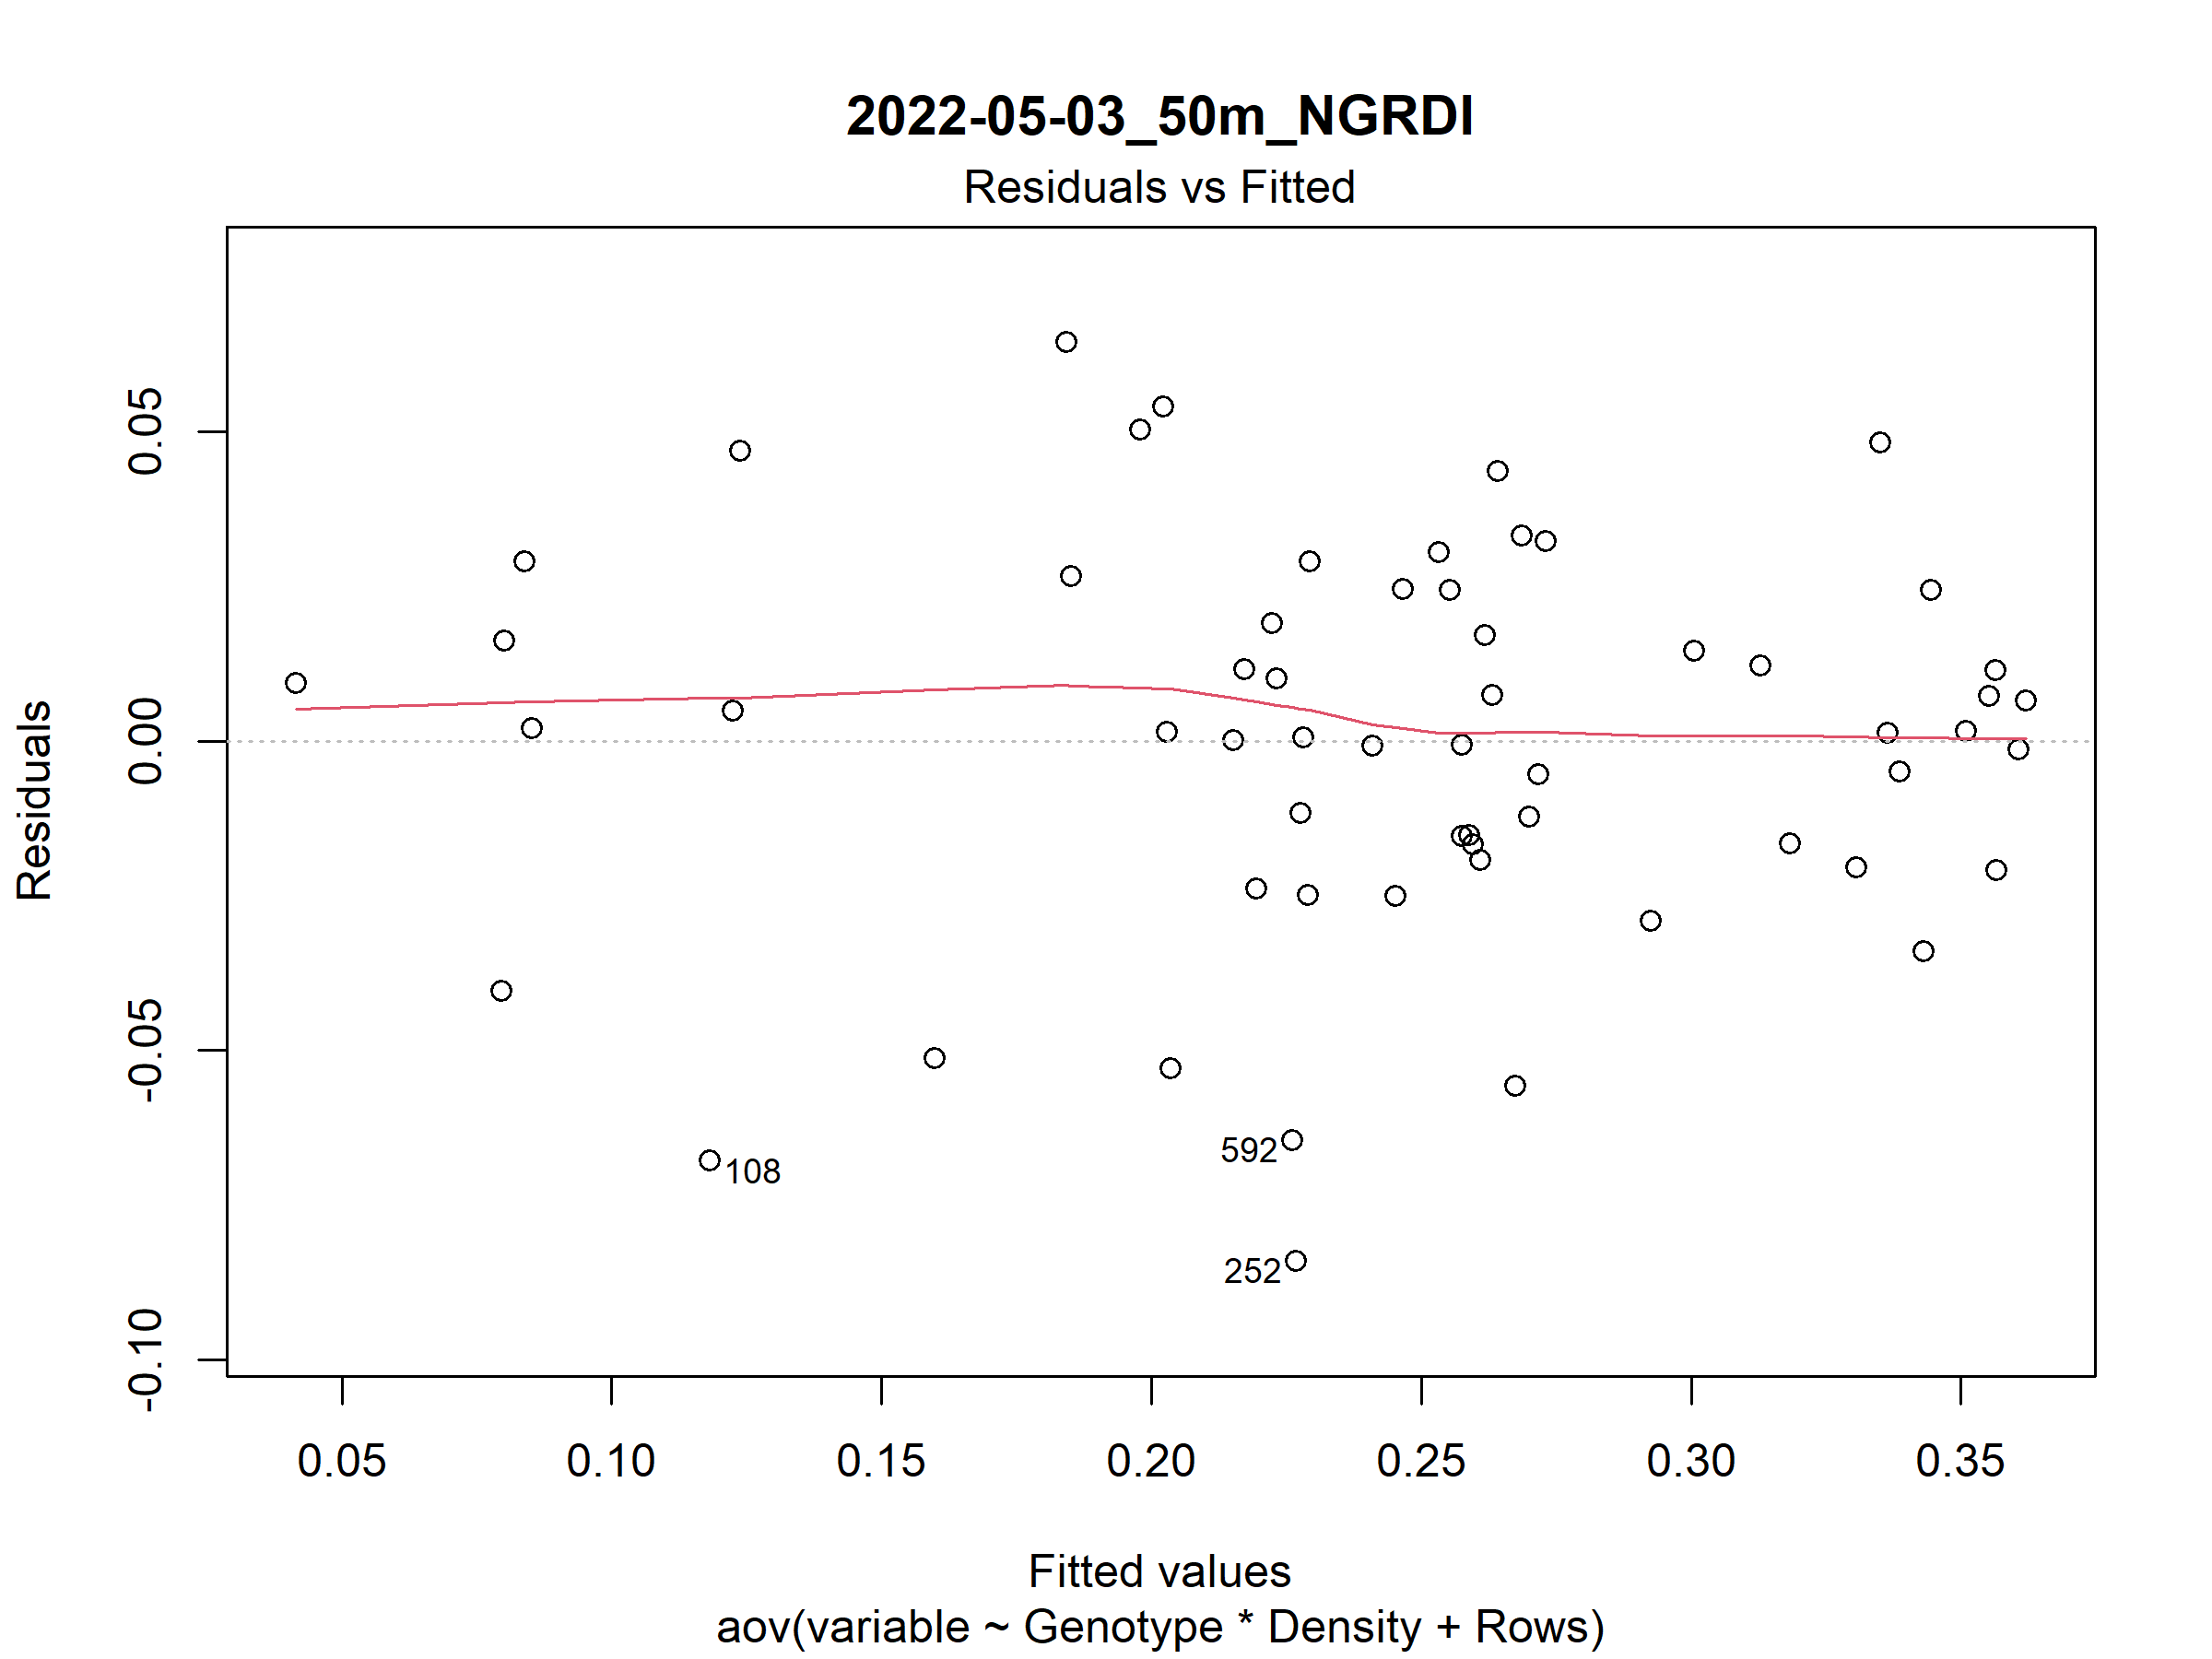 2022-05-03_50m_NGRDI
Residuals vs Fitted
Residuals
0.05
0.00
-0.05
-0.10
108
592
252
0.05 0.10 0.15 0.20 0.25 0.30 0.35
Fitted values
aov(variable ~ Genotype * Density + Rows)